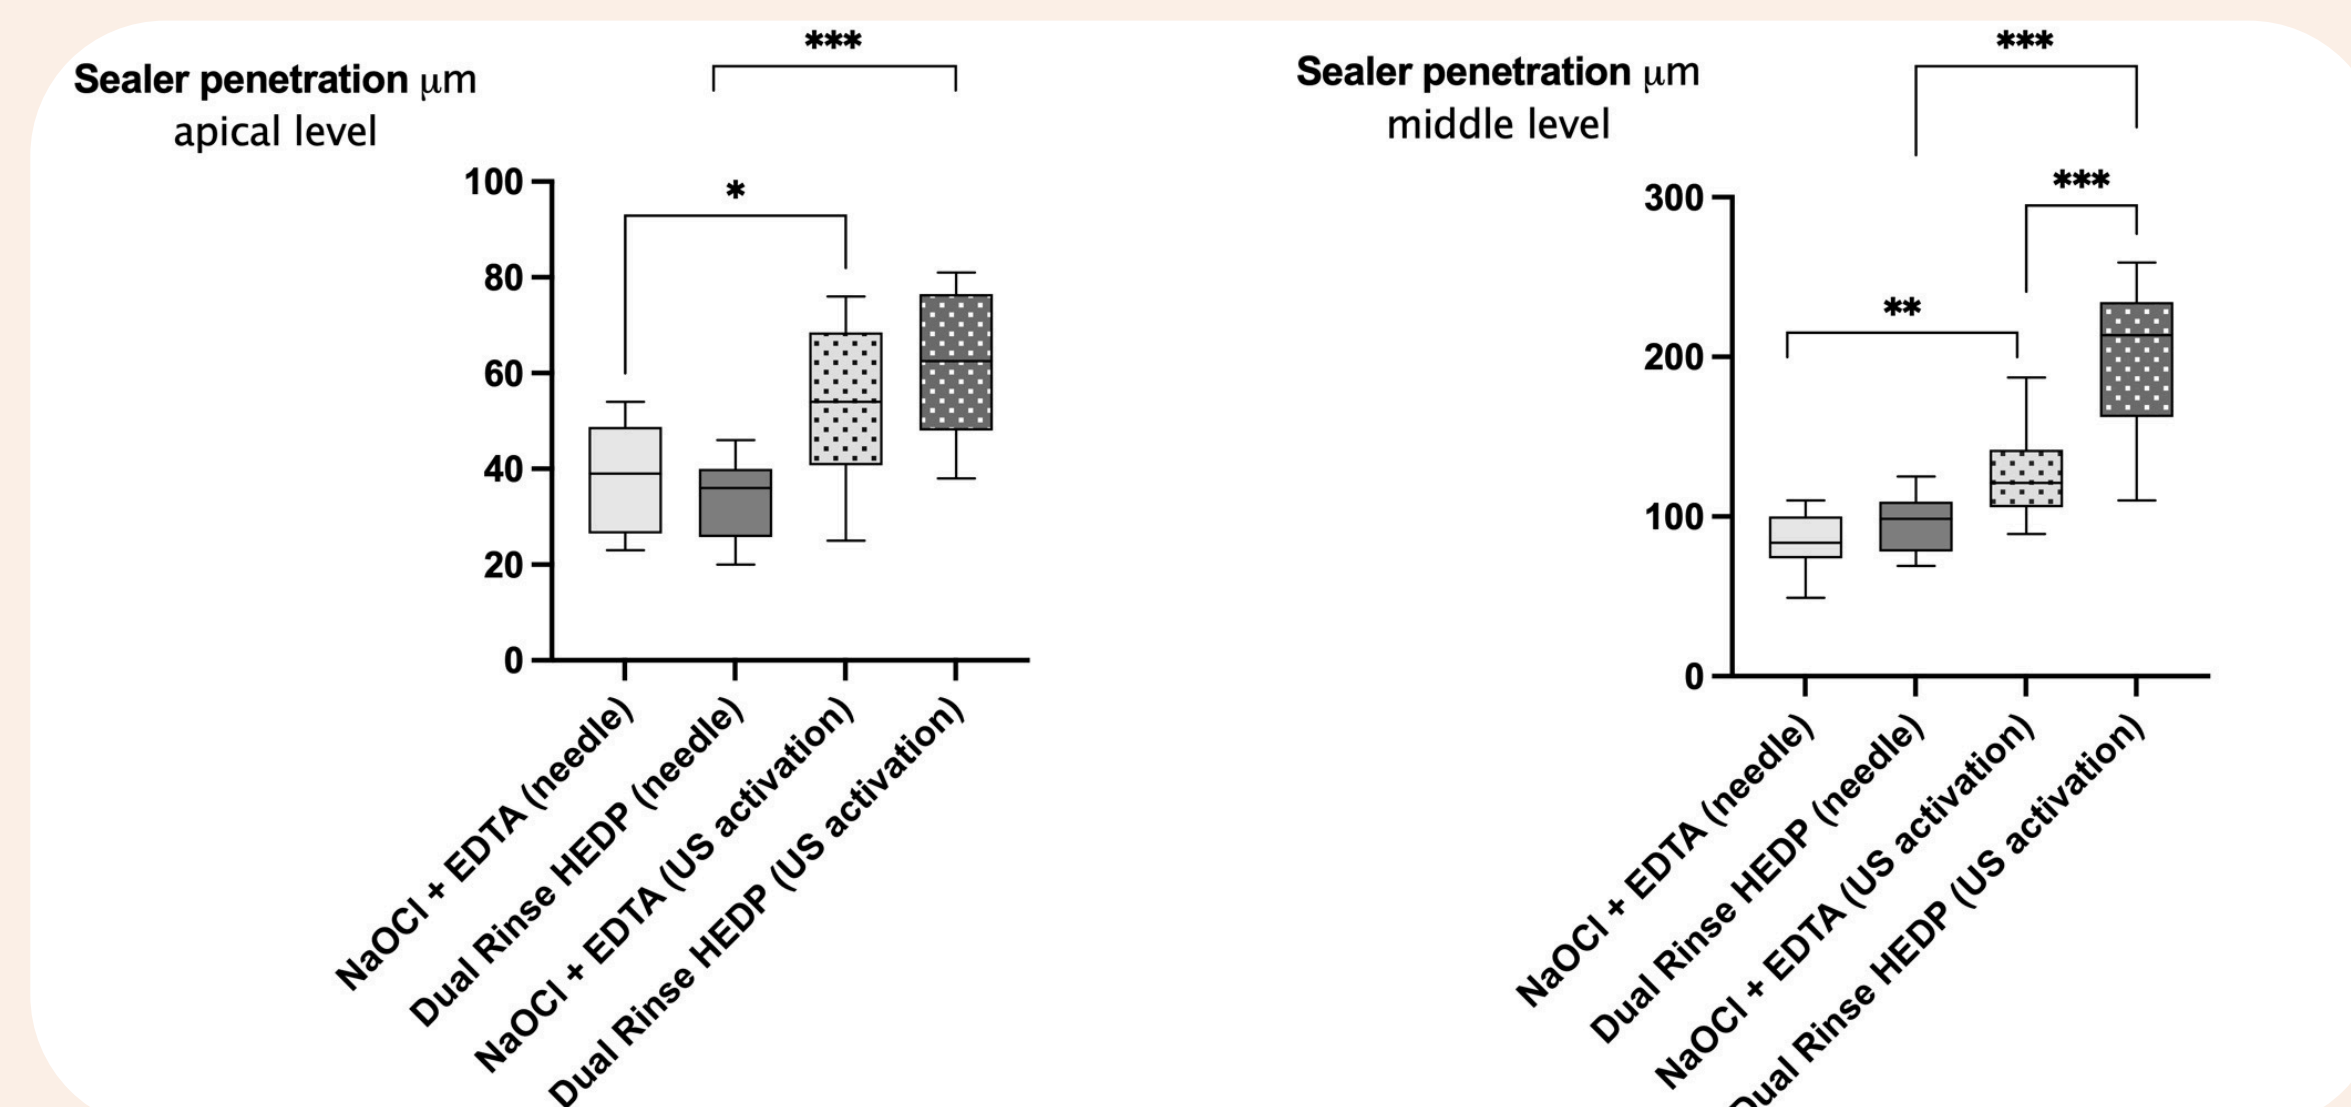 Sealer penetration μm
apical level
***
*
100
80
60
40
20
0
NaOCl + EDTA (needle)
Dual Rinse HEDP (needle)
NaOCl + EDTA (US activation)
Dual Rinse HEDP (US activation)
Sealer penetration μm
middle level
***
***
**
300
200
100
0
NaOCl + EDTA (needle)
Dual Rinse HEDP (needle)
NaOCl + EDTA (US activation)
Dual Rinse HEDP (US activation)